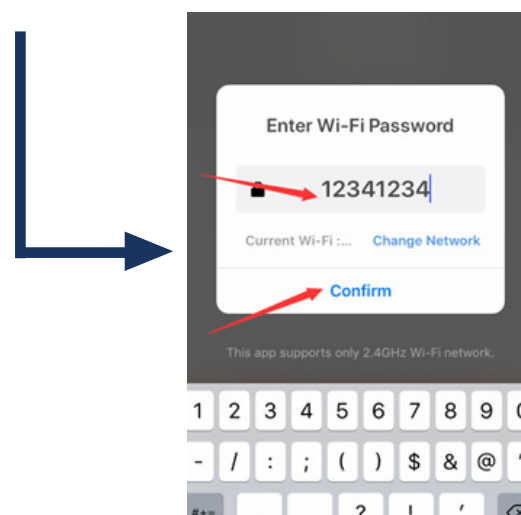 Enter Wi-Fi Password
12341234
Current Wi-Fi :... Change Network
Confirm
This app supports only 2.4GHz Wi-Fi network.
1 2 3 4 5 6 7 8 9 0
- / : ; ( ) $ & @ "
#+= . , ? ! ′